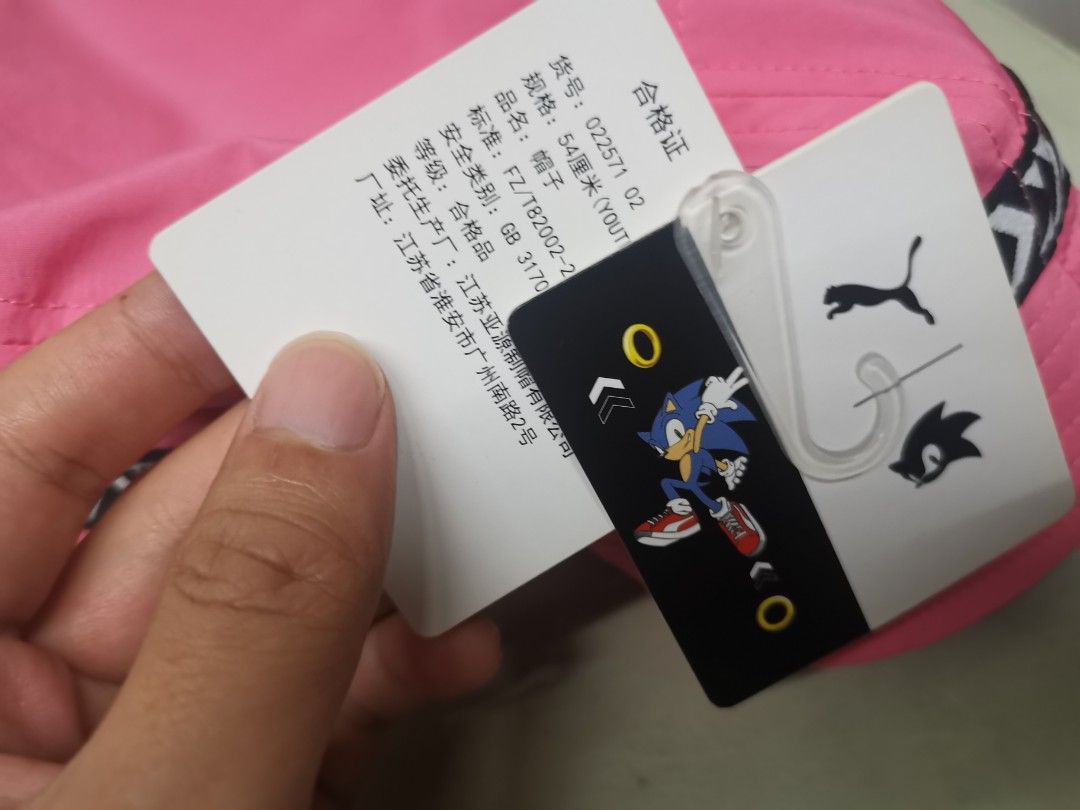 合格证
货号: 022571 02
规格: 54厘米(YOUT
品名: 帽子
标准: FZ/T82002-2
安全类别: GB 3170
等级: 合格品
委托生产厂: 江苏亚源制帽有限公司
厂址: 江苏省淮安市广州南路2号